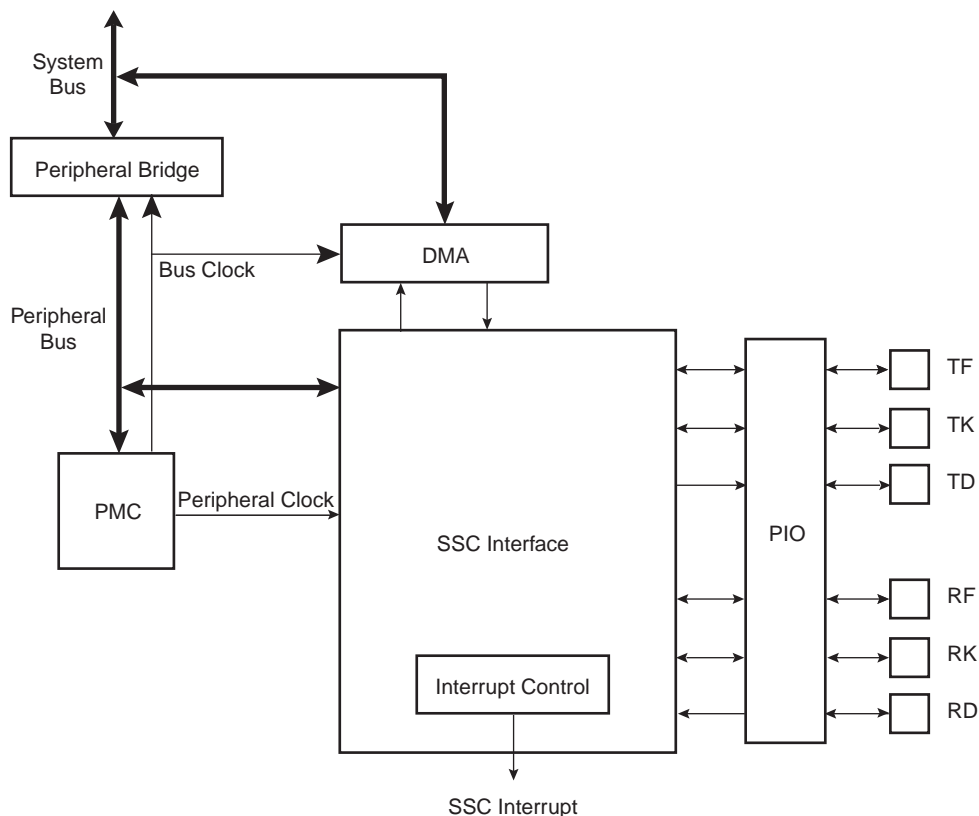 System
Bus
Peripheral Bridge
Bus Clock
DMA
Peripheral
Bus
PMC
Peripheral Clock
SSC Interface
Interrupt Control
SSC Interrupt
PIO
TF
TK
TD
RF
RK
RD